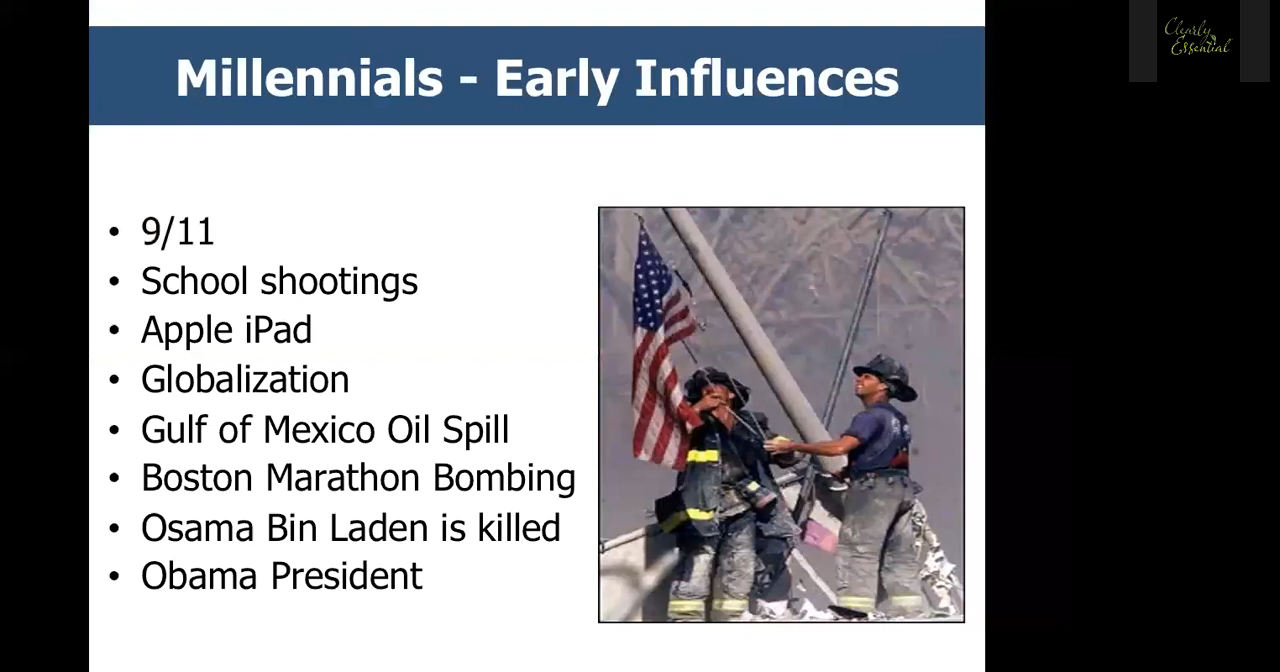 Clearly
Essential
Millennials - Early Influences
• 9/11
• School shootings
• Apple iPad
• Globalization
• Gulf of Mexico Oil Spill
• Boston Marathon Bombing
• Osama Bin Laden is killed
• Obama President